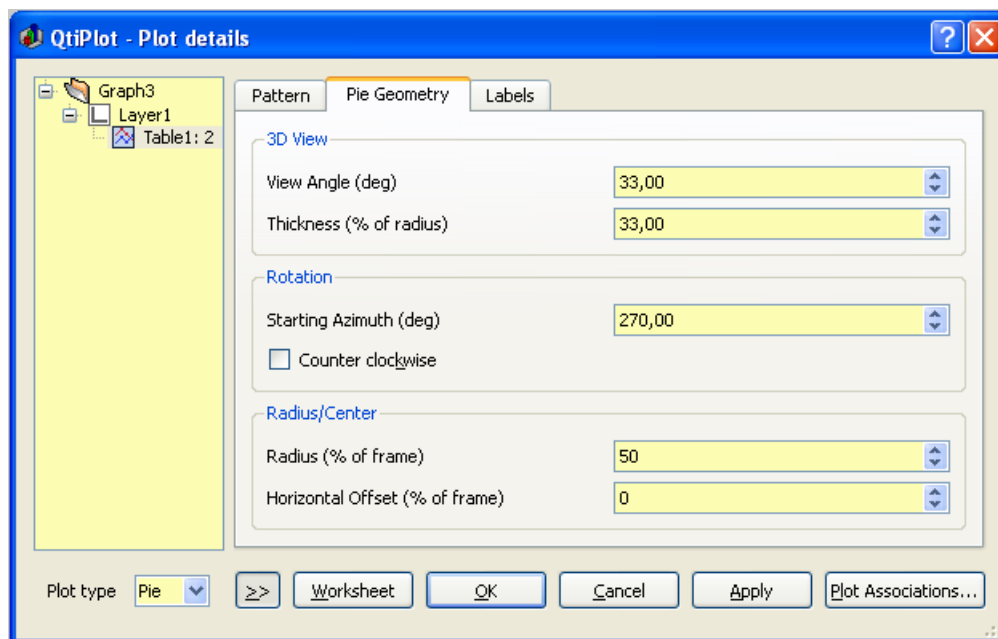 QtiPlot - Plot details
Graph3
Layer1
Table1: 2
Pattern
Pie Geometry
Labels
3D View
View Angle (deg)
33,00
Thickness (% of radius)
33,00
Rotation
Starting Azimuth (deg)
270,00
Counter clockwise
Radius/Center
Radius (% of frame)
50
Horizontal Offset (% of frame)
0
Plot type
Pie
>>
Worksheet
OK
Cancel
Apply
Plot Associations...